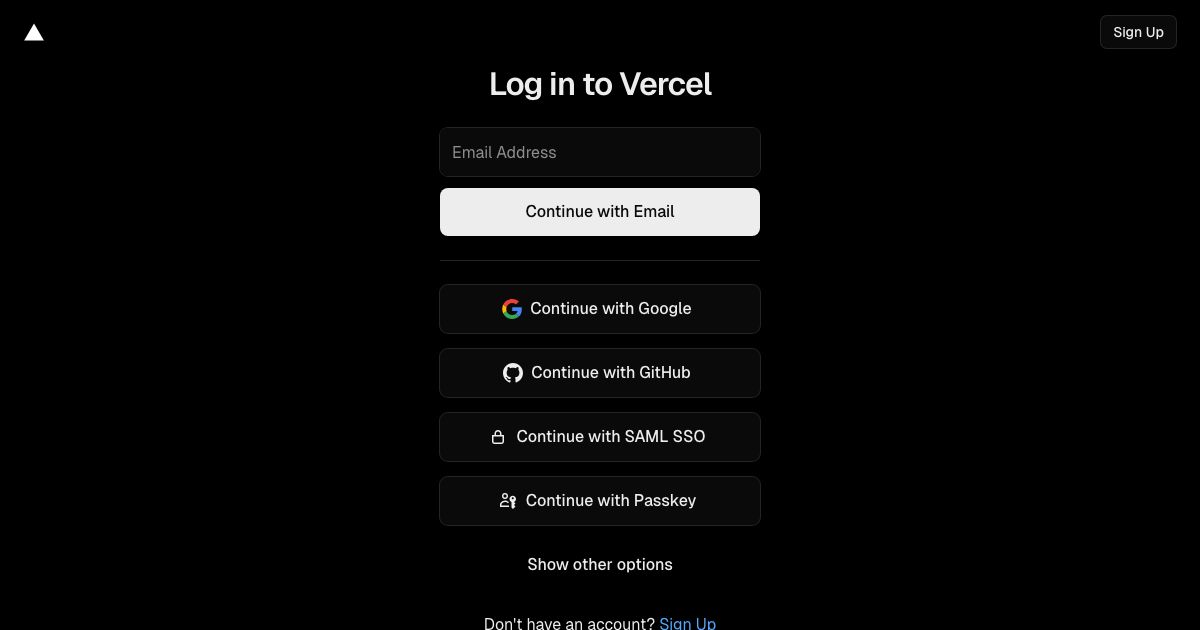 Sign Up
Log in to Vercel
Email Address
Continue with Email
Continue with Google
Continue with GitHub
Continue with SAML SSO
Continue with Passkey
Show other options
Don't have an account? Sign Up